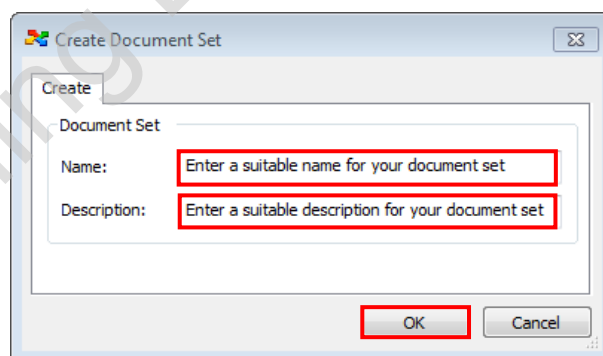 Create Document Set
Create
Document Set
Name: Enter a suitable name for your document set
Description: Enter a suitable description for your document set
OK Cancel